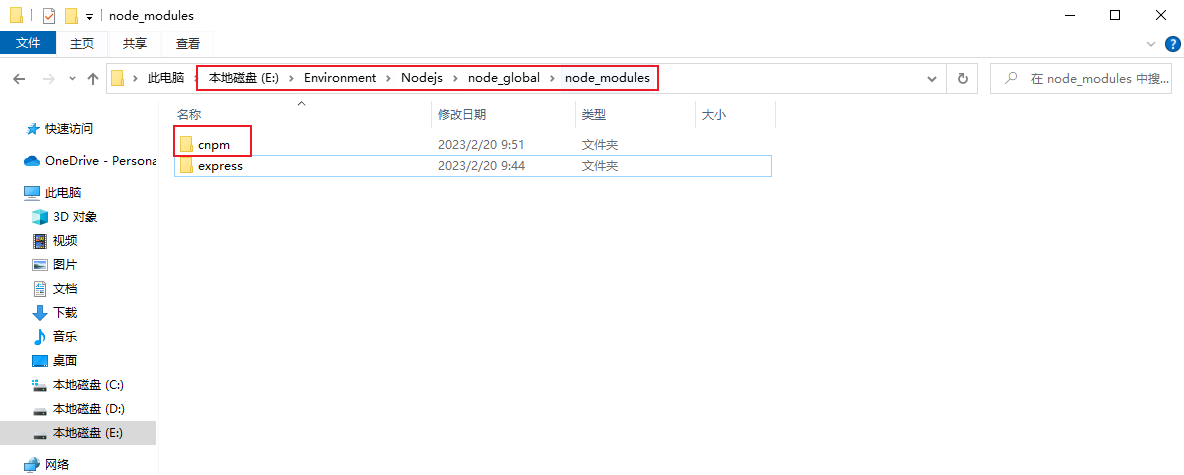 node_modules
文件 主页 共享 查看
此电脑 本地磁盘 (E:) Environment Nodejs node_global node_modules 在 node_modules 中搜...
名称 修改日期 类型 大小
cnpm 2023/2/20 9:51 文件夹
express 2023/2/20 9:44 文件夹
快速访问
OneDrive - Persona
此电脑
3D 对象
视频
图片
文档
下载
音乐
桌面
本地磁盘 (C:)
本地磁盘 (D:)
本地磁盘 (E:)
网络